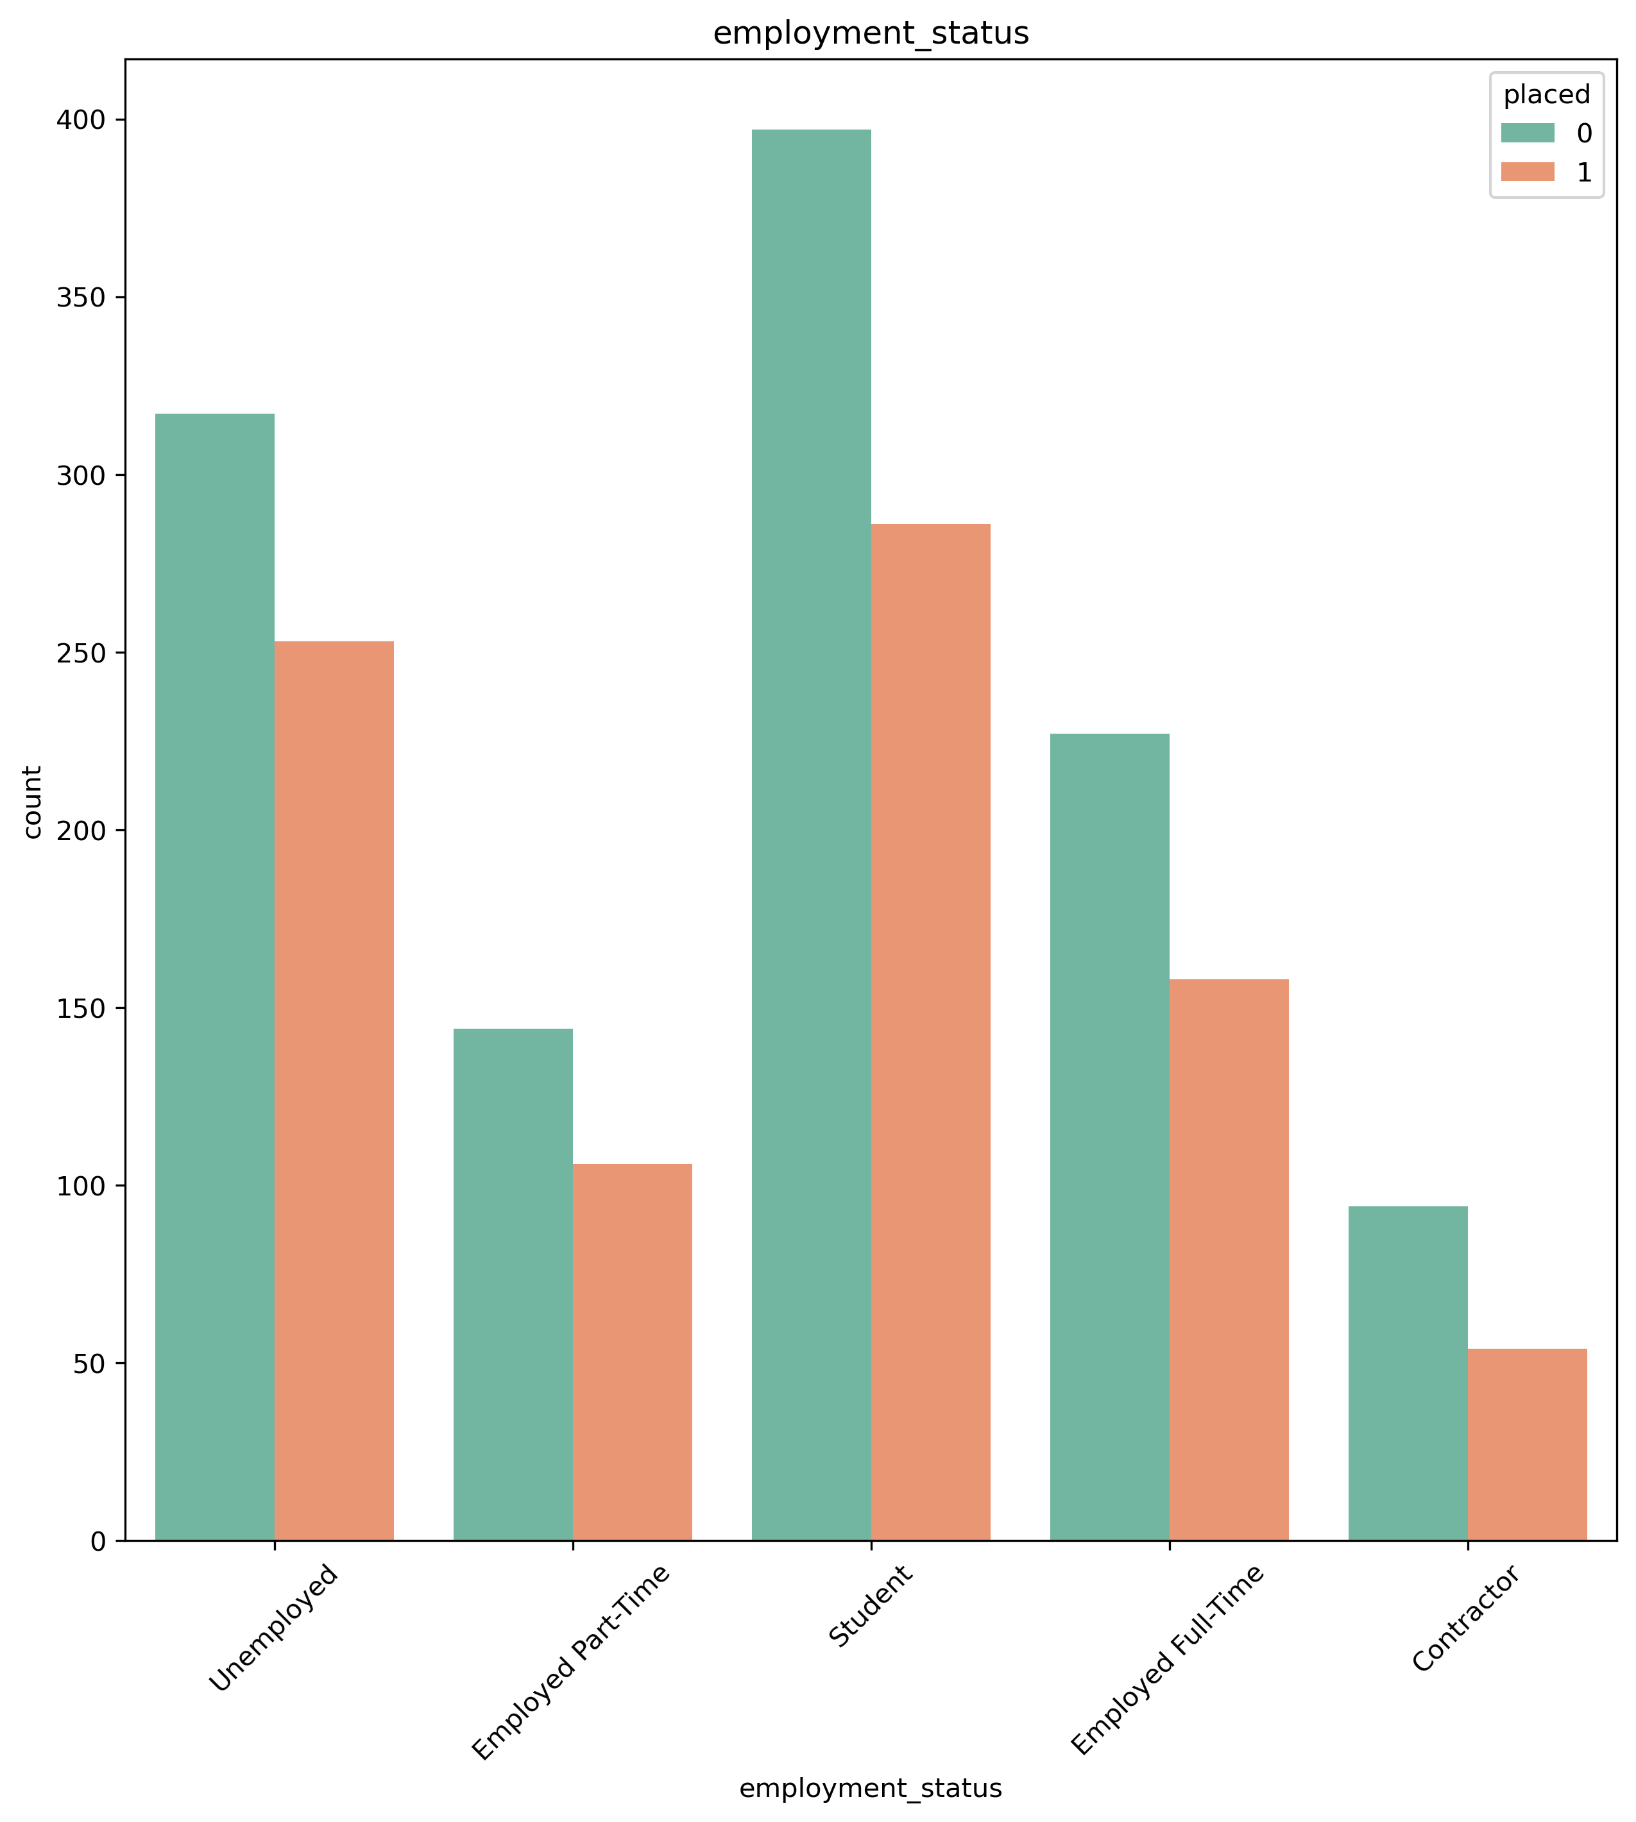 employment_status
placed
0
1
400
350
300
250
200
150
100
50
0
count
Unemployed
Employed Part-Time
Student
Employed Full-Time
Contractor
employment_status